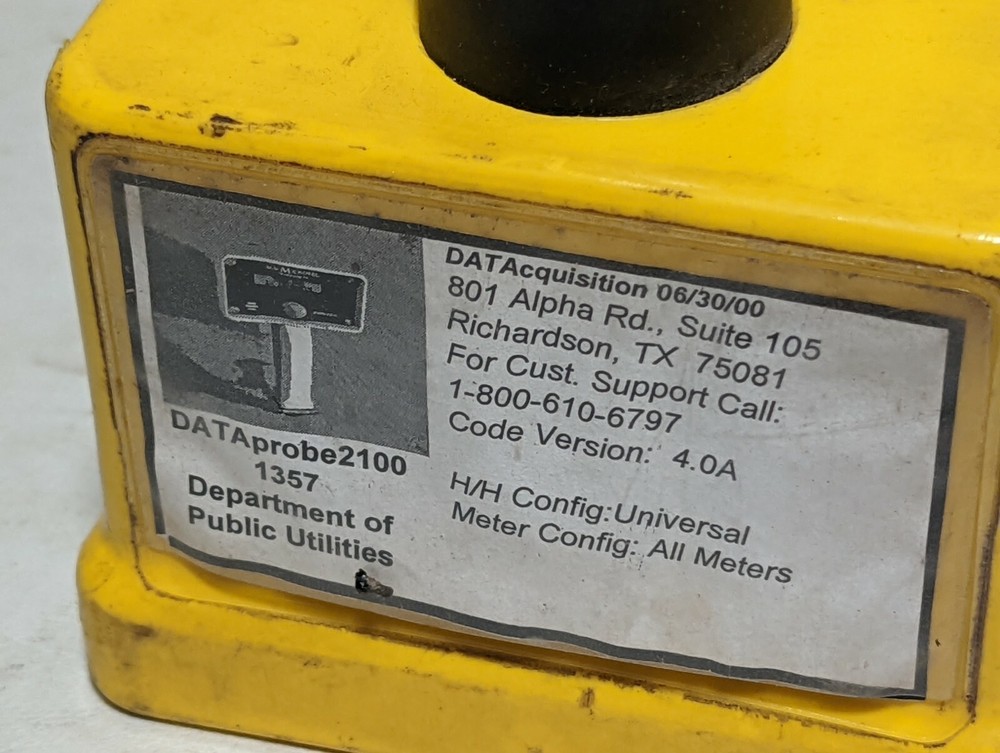 DATAprobe2100
1357
Department of
Public Utilities
DATAcquisition 06/30/00
801 Alpha Rd., Suite 105
Richardson, TX 75081
For Cust. Support Call:
1-800-610-6797
Code Version: 4.0A
H/H Config:Universal
Meter Config: All Meters